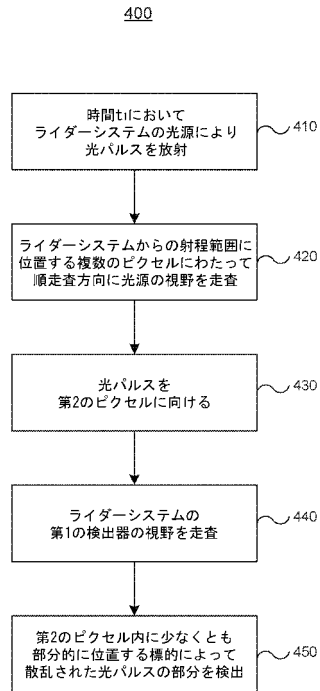 400
時間t₁において
ライダーシステムの光源により
光パルスを放射
410
ライダーシステムからの射程範囲に
位置する複数のピクセルにわたって
順走査方向に光源の視野を走査
420
光パルスを
第2のピクセルに向ける
430
ライダーシステムの
第1の検出器の視野を走査
440
第2のピクセル内に少なくとも
部分的に位置する標的によって
散乱された光パルスの部分を検出
450